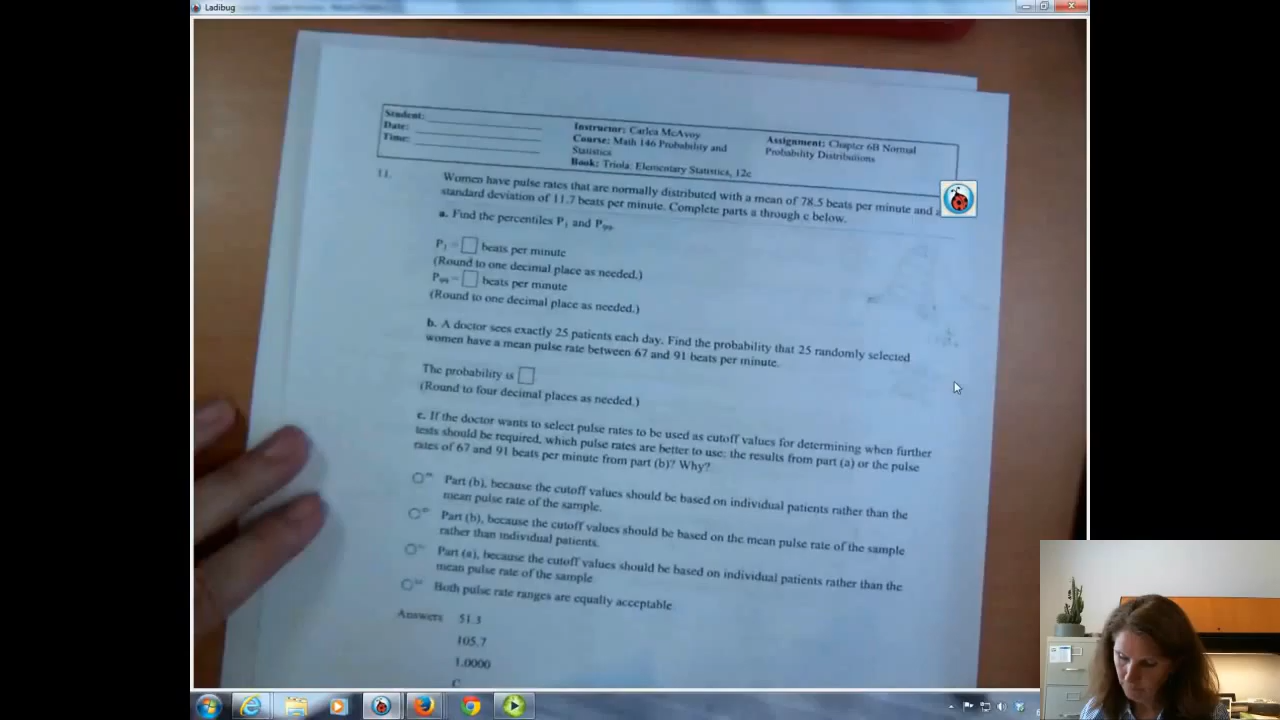 Ladibug
Student:
Date:
Time:
Instructor: Carlea McAvoy
Course: Math 146 Probability and
Statistics
Book: Triola: Elementary Statistics, 12e
Assignment: Chapter 6B Normal
Probability Distributions
11.
Women have pulse rates that are normally distributed with a mean of 78.5 beats per minute and a
standard deviation of 11.7 beats per minute. Complete parts a through c below.
a. Find the percentiles P1 and P99.
P1 = beats per minute
(Round to one decimal place as needed.)
P99 = beats per minute
(Round to one decimal place as needed.)
b. A doctor sees exactly 25 patients each day. Find the probability that 25 randomly selected
women have a mean pulse rate between 67 and 91 beats per minute.
The probability is .
(Round to four decimal places as needed.)
c. If the doctor wants to select pulse rates to be used as cutoff values for determining when further
tests should be required, which pulse rates are better to use: the results from part (a) or the pulse
rates of 67 and 91 beats per minute from part (b)? Why?
Part (b), because the cutoff values should be based on individual patients rather than the
mean pulse rate of the sample.
Part (b), because the cutoff values should be based on the mean pulse rate of the sample
rather than individual patients.
Part (a), because the cutoff values should be based on individual patients rather than the
mean pulse rate of the sample
Both pulse rate ranges are equally acceptable
Answers 51.3
105.7
1.0000
C